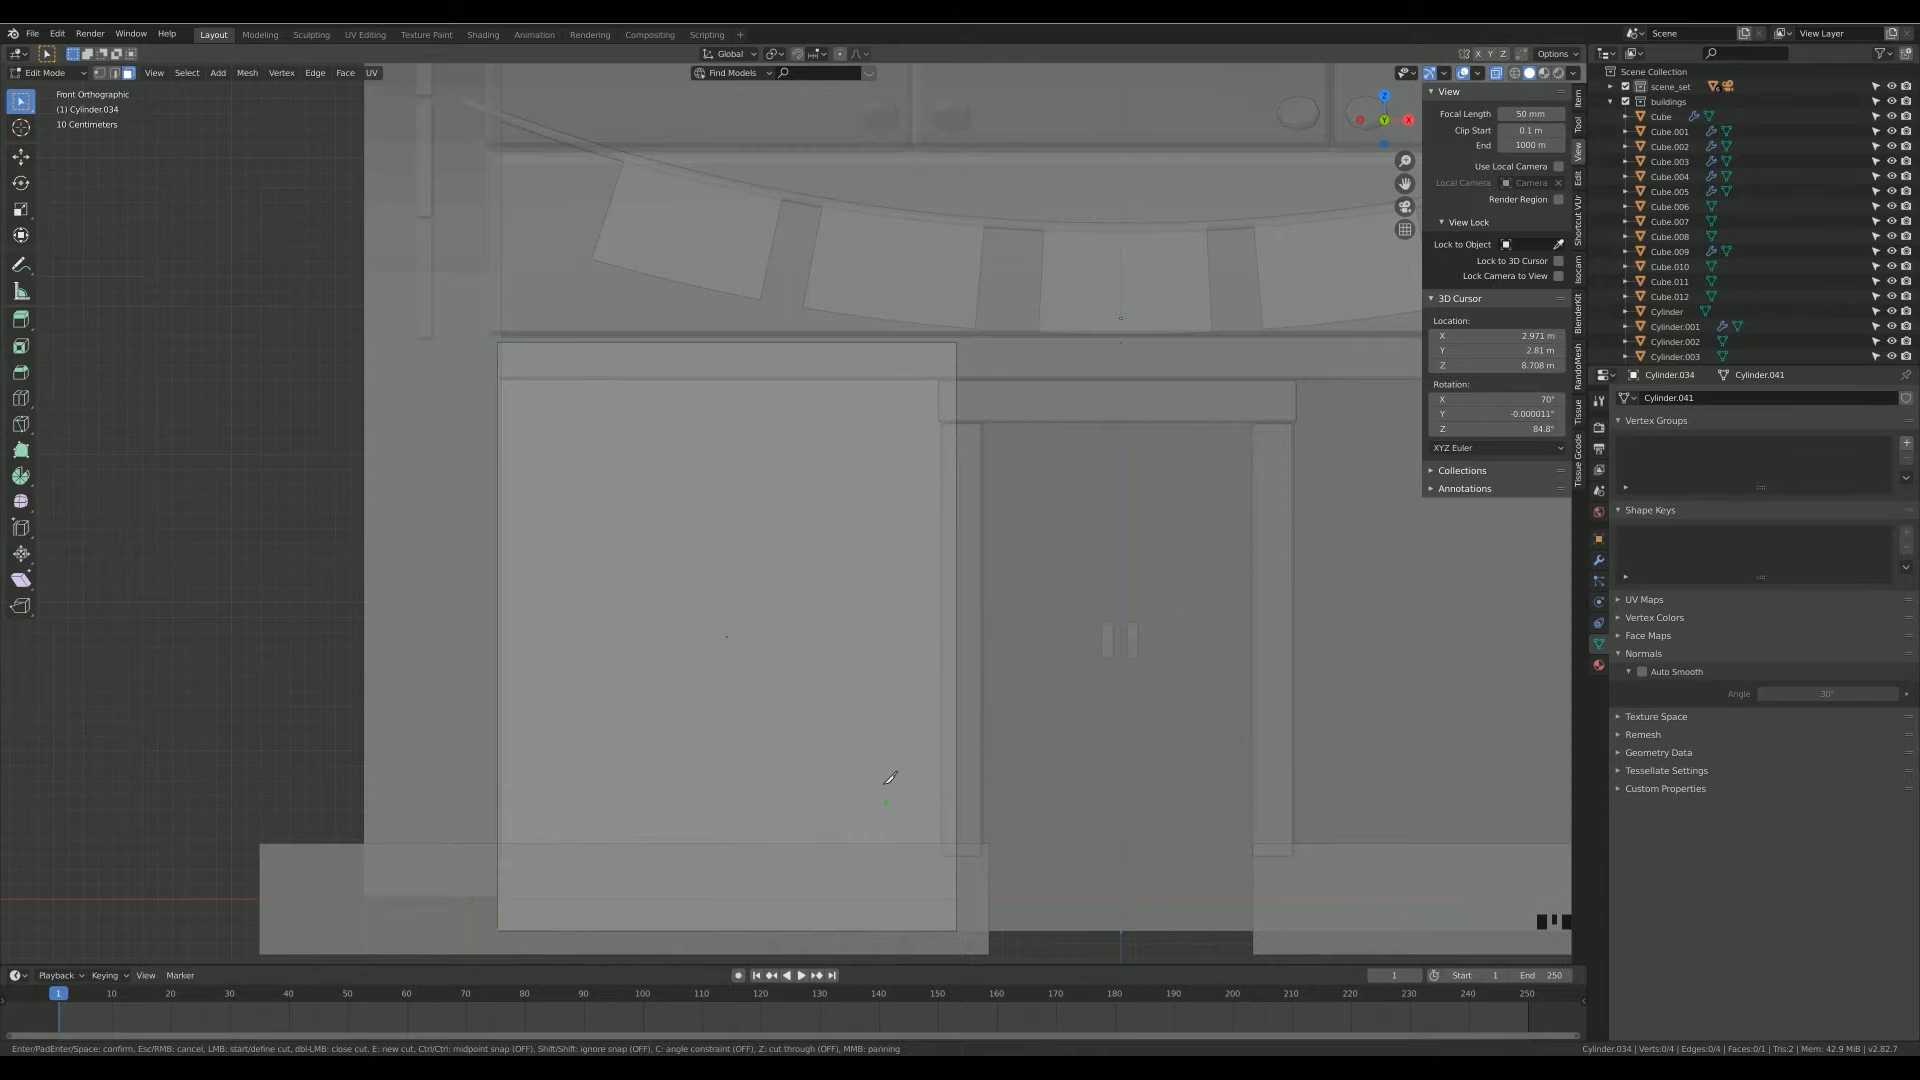 File Edit Render Window Help Layout Modeling Sculpting UV Editing Texture Paint Shading Animation Rendering Compositing Scripting + Scene View Layer
Global Options
Edit Mode View Select Add Mesh Vertex Edge Face UV Find Models
X Y Z
Front Orthographic
(1) Cylinder.034
10 Centimeters
Z
Y
X
View
Focal Length 50 mm
Clip Start 0.1 m
End 1000 m
Use Local Camera
Local Camera Camera
Render Region
View Lock
Lock to Object
Lock to 3D Cursor
Lock Camera to View
3D Cursor
Location:
X 2.971 m
Y 2.81 m
Z 8.708 m
Rotation:
X 70°
Y -0.000011°
Z 84.8°
XYZ Euler
Collections
Annotations
Item
Tool
View
Edit
Shortcut VUr
Isocam
BlenderKit
RandoMesh
Tissue
Tissue Gcode
Scene Collection
scene_set
buildings
Cube
Cube.001
Cube.002
Cube.003
Cube.004
Cube.005
Cube.006
Cube.007
Cube.008
Cube.009
Cube.010
Cube.011
Cube.012
Cylinder
Cylinder.001
Cylinder.002
Cylinder.003
Cylinder.034 Cylinder.041
Cylinder.041
Vertex Groups
Shape Keys
UV Maps
Vertex Colors
Face Maps
Normals
Auto Smooth
Angle 30°
Texture Space
Remesh
Geometry Data
Tessellate Settings
Custom Properties
Playback Keying View Marker 1 Start 1 End 250
1 10 20 30 40 50 60 70 80 90 100 110 120 130 140 150 160 170 180 190 200 210 220 230 240 250
Enter/PadEnter/Space: confirm, Esc/RMB: cancel, LMB: start/define cut, dbl-LMB: close cut, E: new cut, Ctrl/Ctrl: midpoint snap (OFF), Shift/Shift: ignore snap (OFF), C: angle constraint (OFF), Z: cut through (OFF), MMB: panning
Cylinder.034 | Verts:0/4 | Edges:0/4 | Faces:0/1 | Tris:2 | Mem: 42.9 MiB | v2.82.7